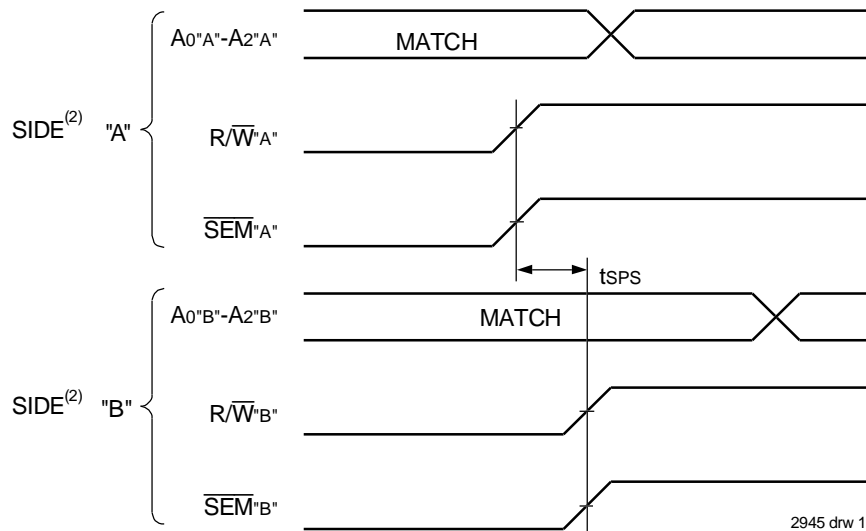 A0"A"-A2"A"
MATCH
SIDE(2) "A"
R/W"A"
SEM"A"
tSPS
A0"B"-A2"B"
MATCH
SIDE(2) "B"
R/W"B"
SEM"B"
2945 drw 1